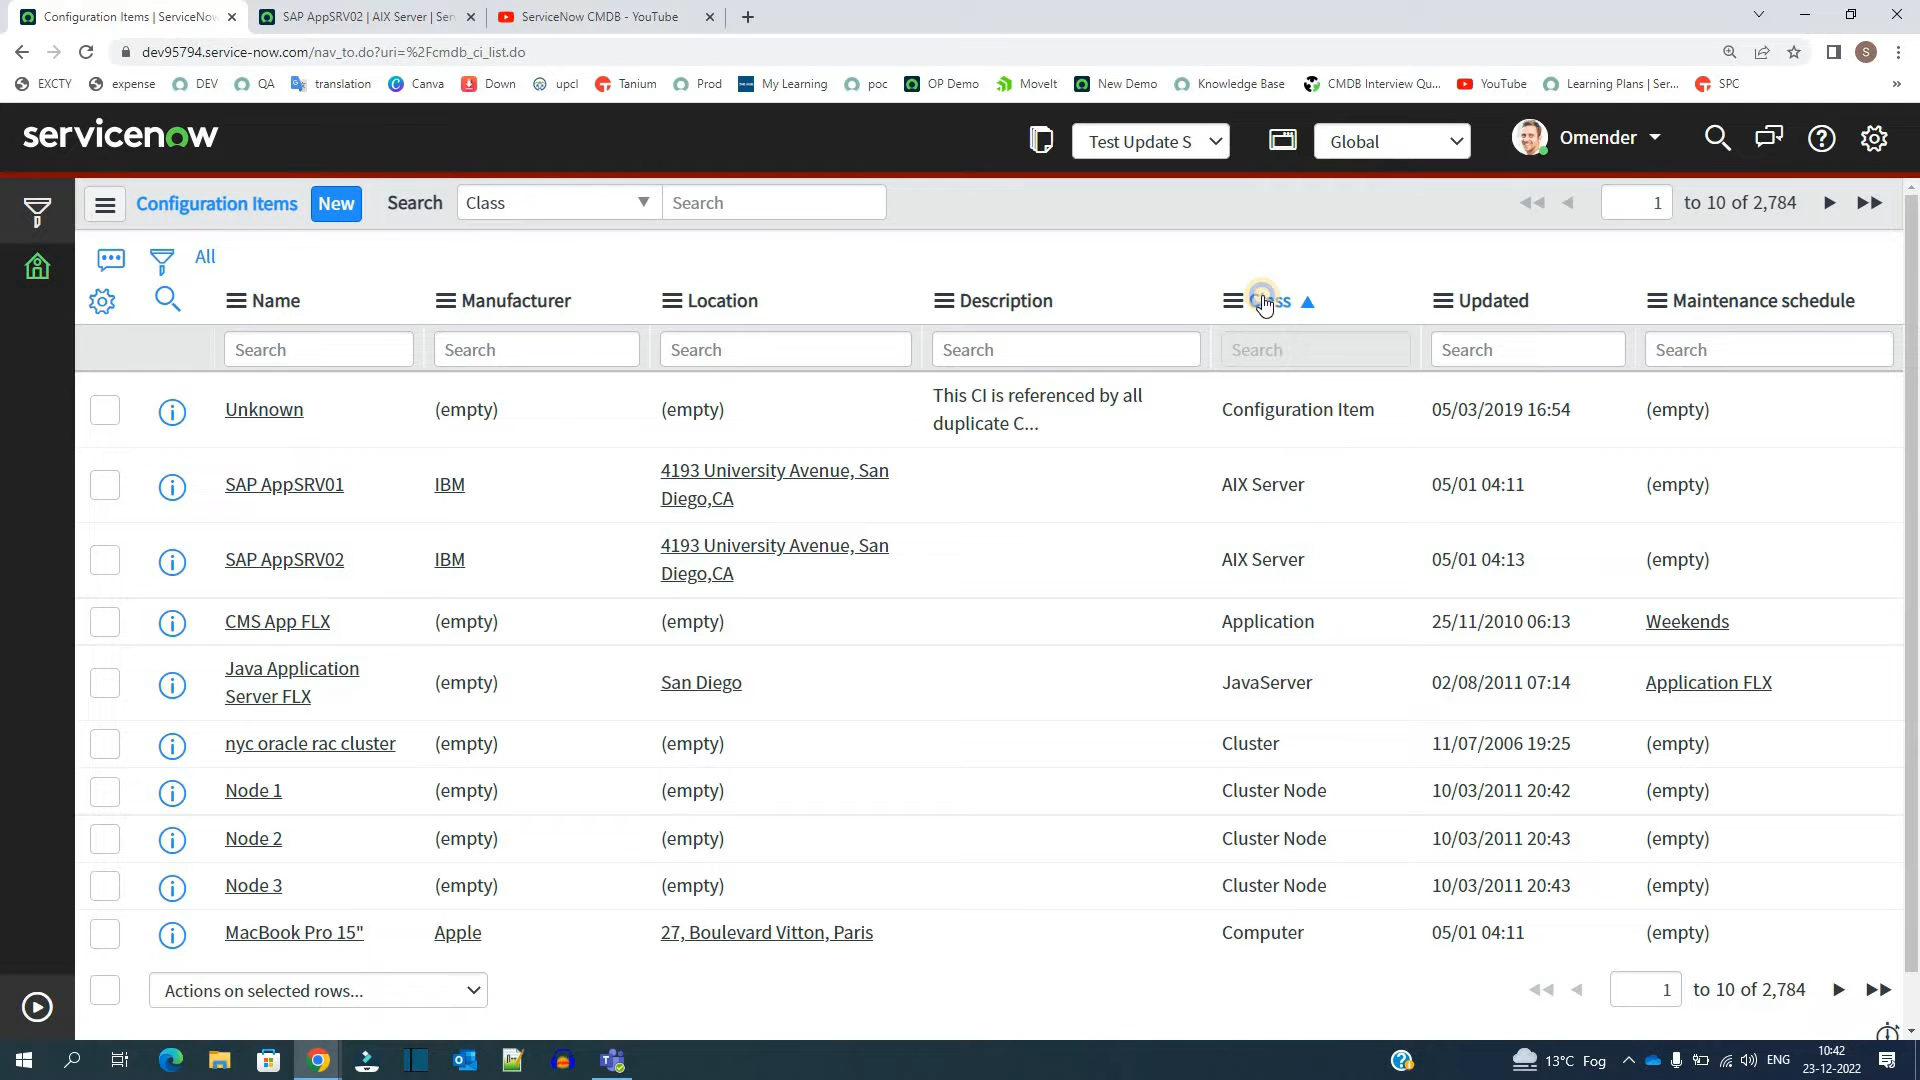 Configuration Items | ServiceNow
SAP AppSRV02 | AIX Server | Ser
ServiceNow CMDB - YouTube
dev95794.service-now.com/nav_to.do?uri=%2Fcmdb_ci_list.do
S
EXCTY expense DEV QA translation Canva Down upcl Tanium Prod My Learning poc OP Demo MoveIt New Demo Knowledge Base CMDB Interview Qu... YouTube Learning Plans | Ser... SPC »
servicenow Test Update S Global Omender
Configuration Items New Search Class Search 1 to 10 of 2,784
All
Name Manufacturer Location Description Class Updated Maintenance schedule
Search Search Search Search Search Search Search
Unknown (empty) (empty) This CI is referenced by all
duplicate C... Configuration Item 05/03/2019 16:54 (empty)
SAP AppSRV01 IBM 4193 University Avenue, San
Diego,CA AIX Server 05/01 04:11 (empty)
SAP AppSRV02 IBM 4193 University Avenue, San
Diego,CA AIX Server 05/01 04:13 (empty)
CMS App FLX (empty) (empty) Application 25/11/2010 06:13 Weekends
Java Application
Server FLX (empty) San Diego JavaServer 02/08/2011 07:14 Application FLX
nyc oracle rac cluster (empty) (empty) Cluster 11/07/2006 19:25 (empty)
Node 1 (empty) (empty) Cluster Node 10/03/2011 20:42 (empty)
Node 2 (empty) (empty) Cluster Node 10/03/2011 20:43 (empty)
Node 3 (empty) (empty) Cluster Node 10/03/2011 20:43 (empty)
MacBook Pro 15" Apple 27, Boulevard Vitton, Paris Computer 05/01 04:11 (empty)
Actions on selected rows... 1 to 10 of 2,784
13°C Fog ENG 10:42
23-12-2022